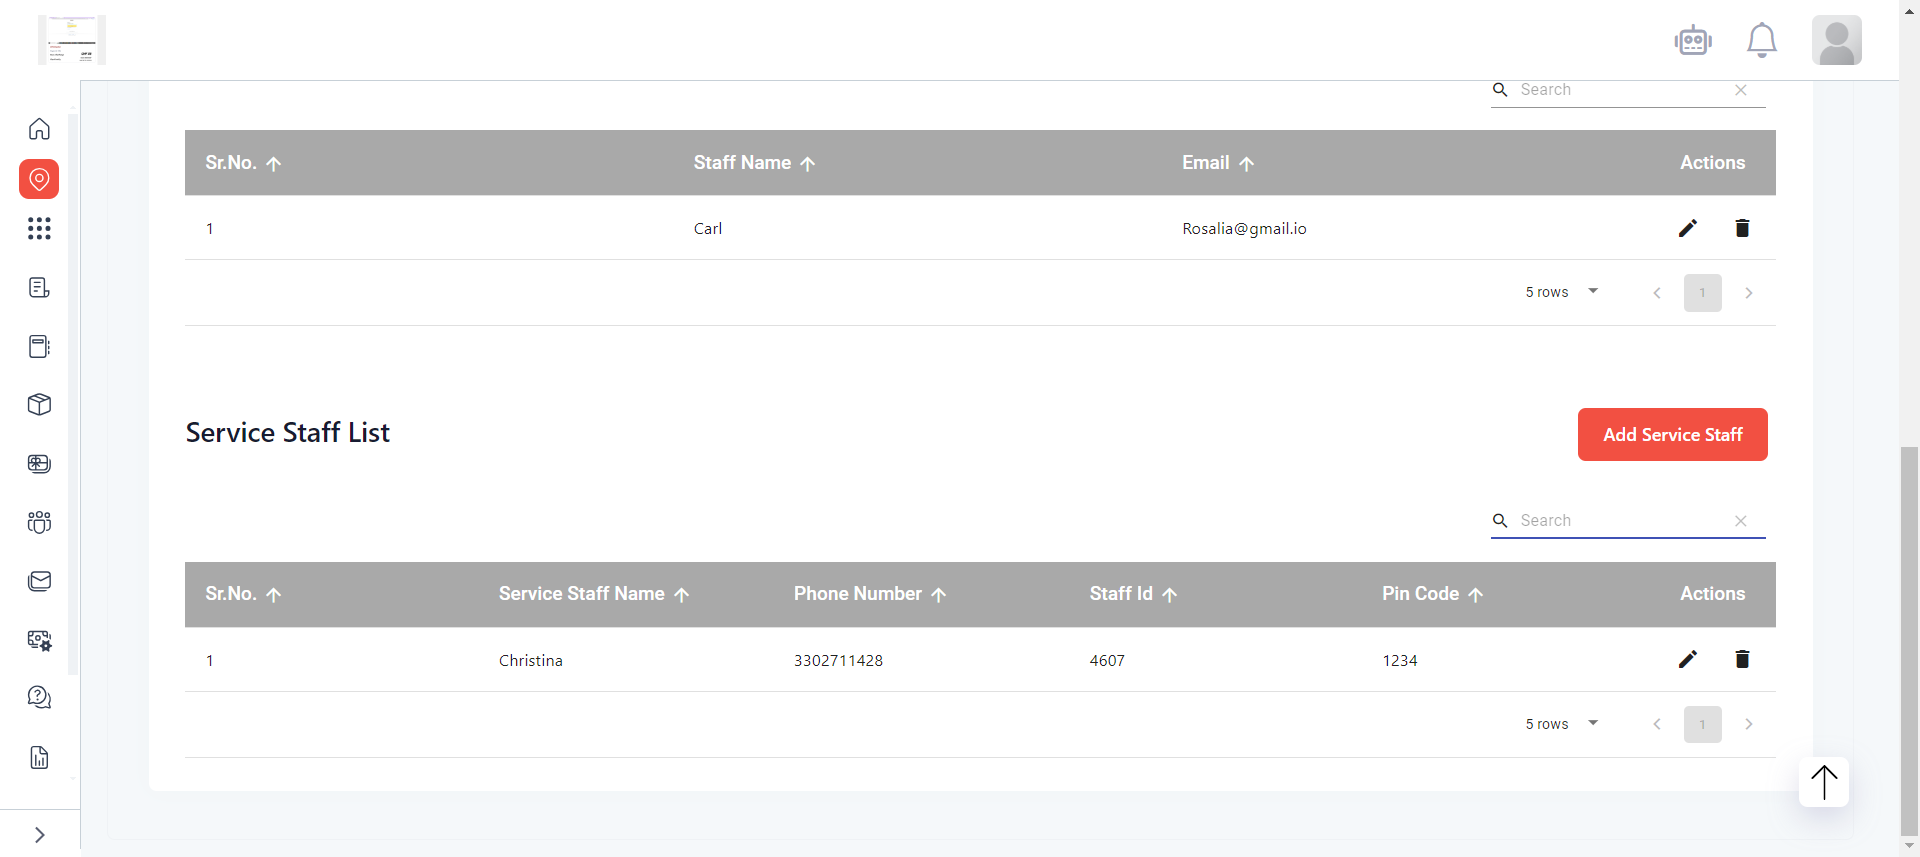 Search
Sr.No. Staff Name Email Actions
1 Carl Rosalia@gmail.io
5 rows 1
Service Staff List
Add Service Staff
Search
Sr.No. Service Staff Name Phone Number Staff Id Pin Code Actions
1 Christina 3302711428 4607 1234
5 rows 1